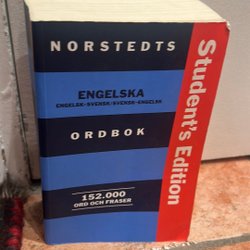 NORSTEDTS
ENGELSKA
ENGELSK-SVENSK/SVENSK-ENGELSK
ORDBOK
152.000
ORD OCH FRASER
Student's Edition